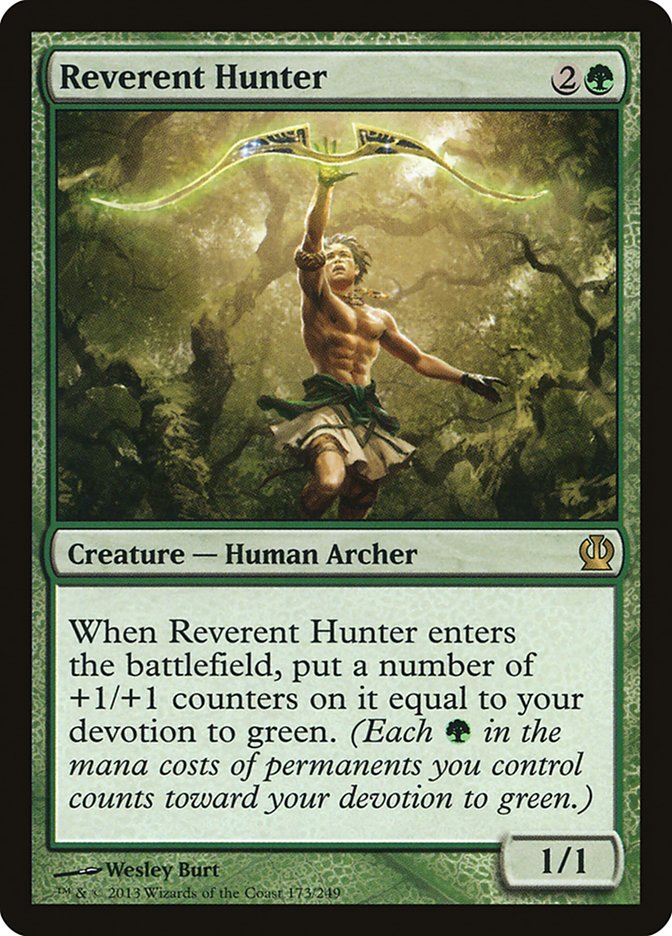 Reverent Hunter 2
Creature — Human Archer
When Reverent Hunter enters
the battlefield, put a number of
+1/+1 counters on it equal to your
devotion to green. (Each in the
mana costs of permanents you control
counts toward your devotion to green.)
1/1
Wesley Burt
™ & © 2013 Wizards of the Coast 173/249